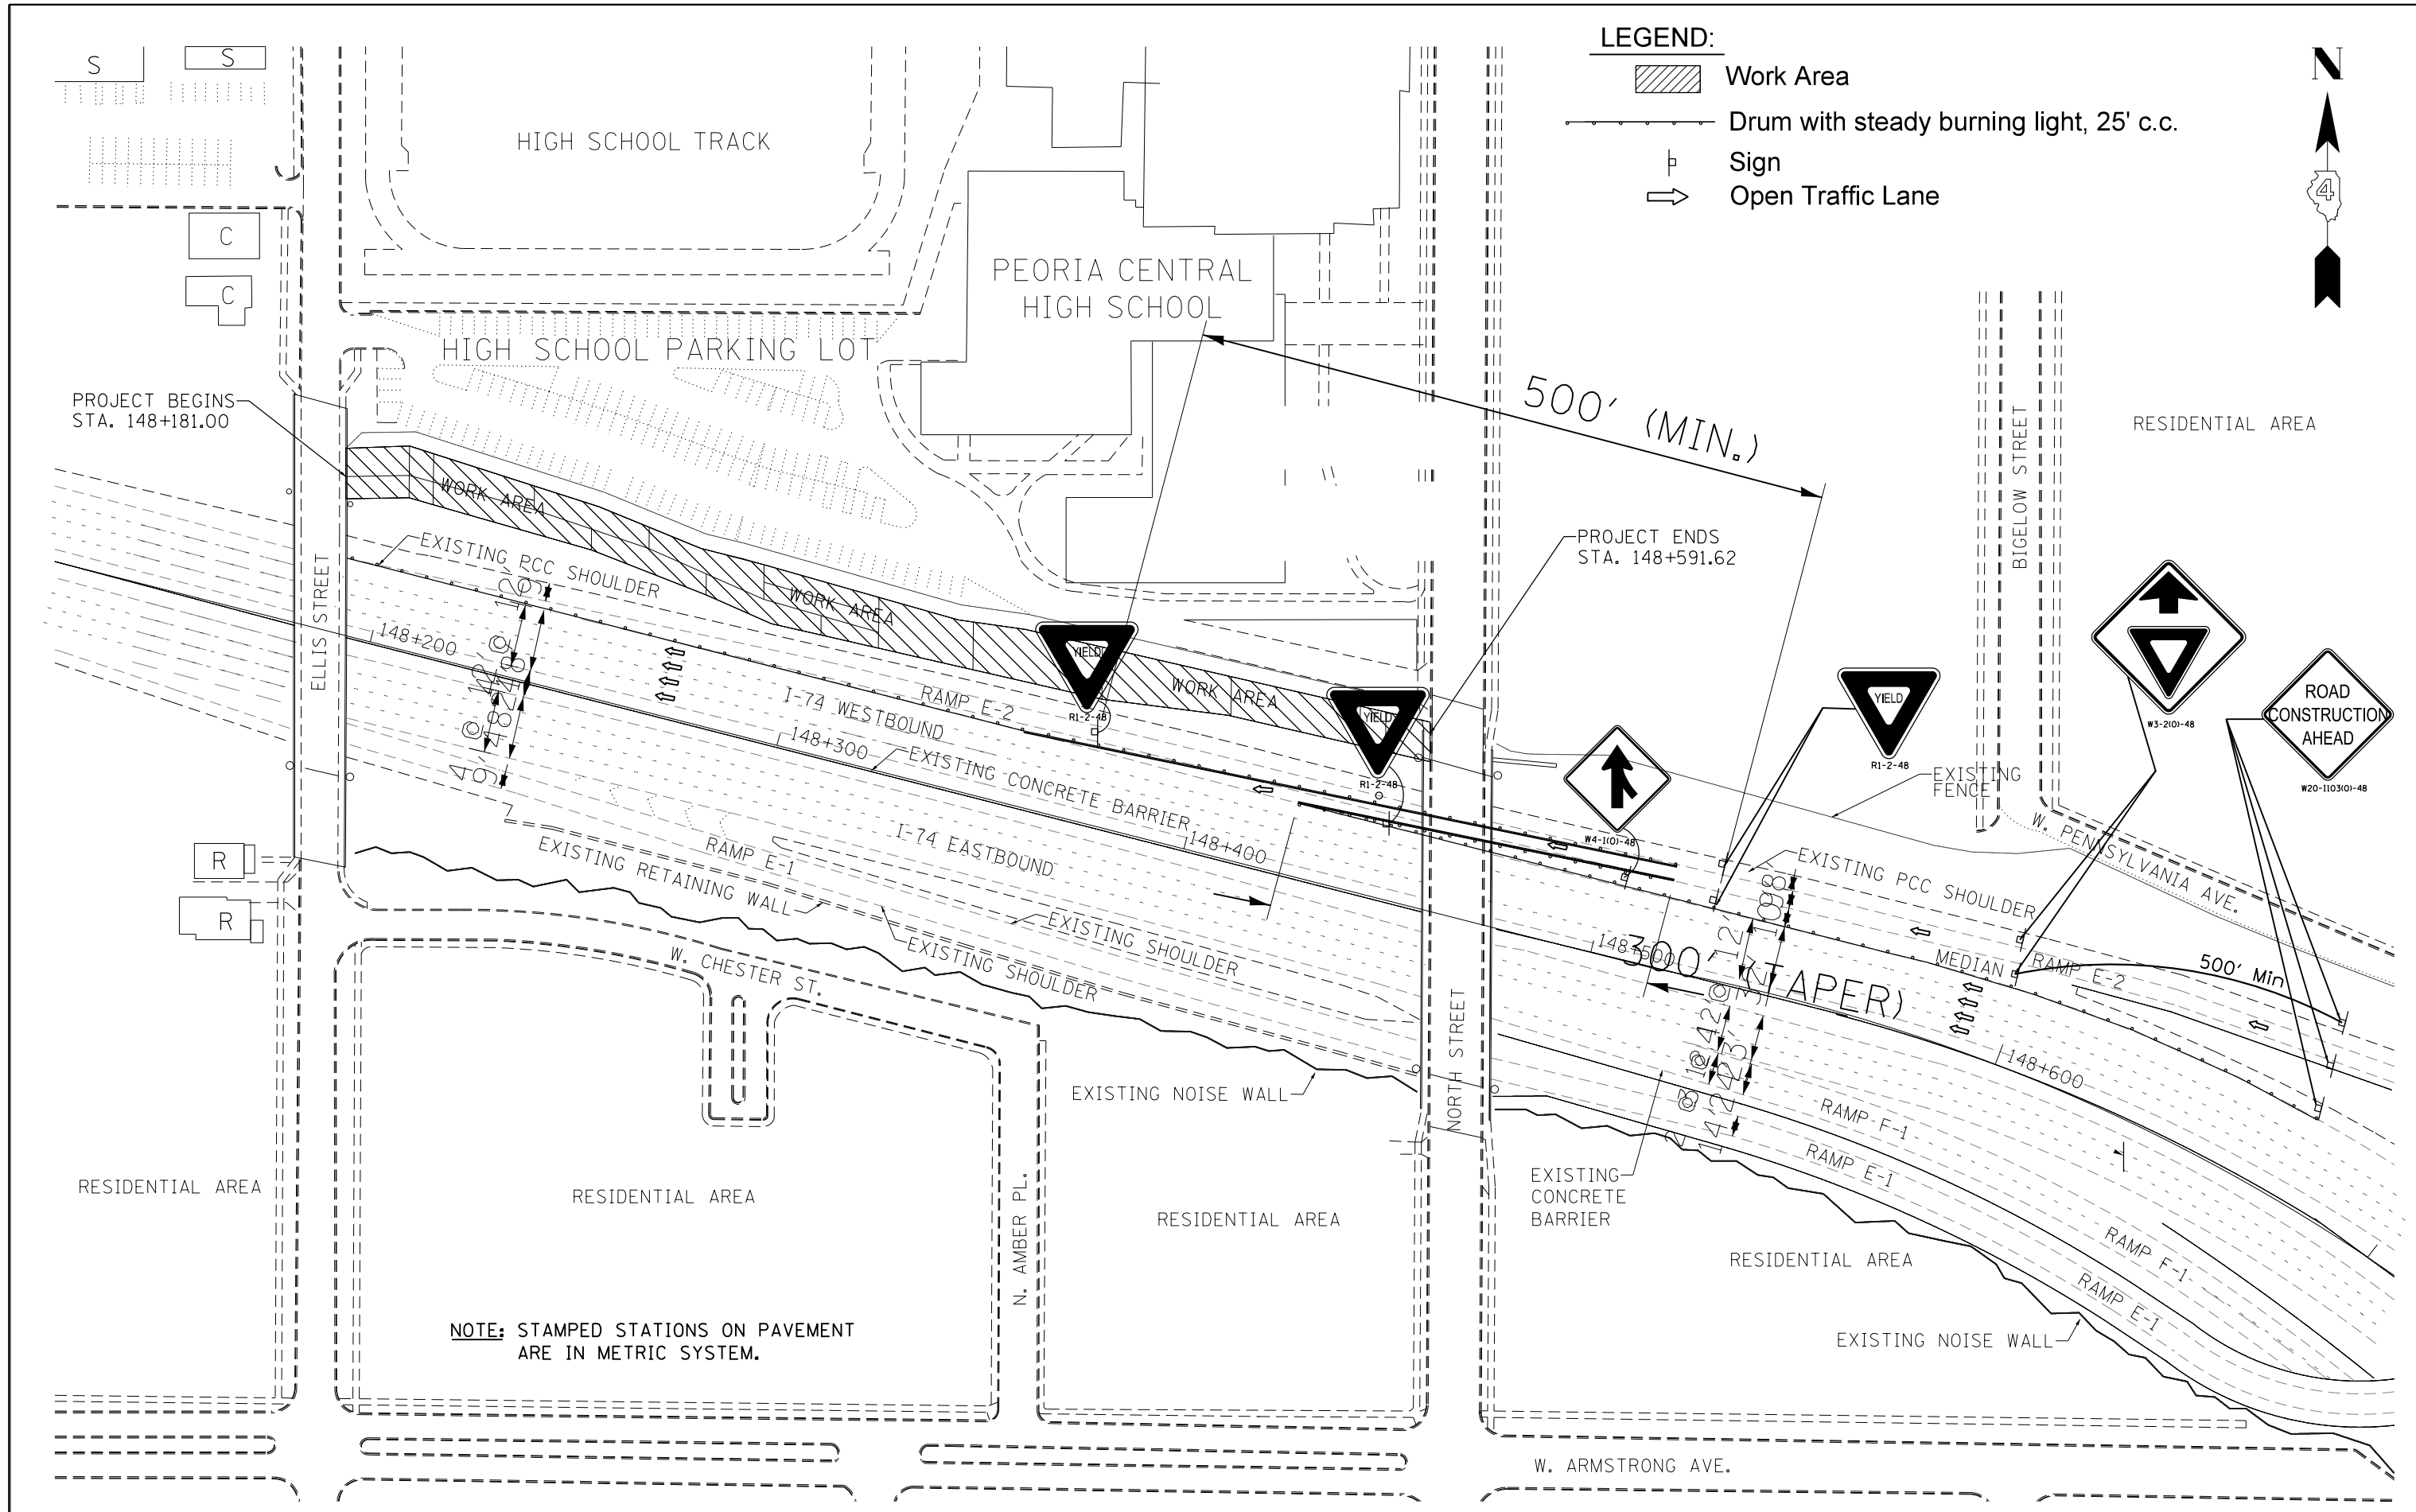 LEGEND:
Work Area
Drum with steady burning light, 25' c.c.
Sign
Open Traffic Lane
N
4
S
S
C
C
HIGH SCHOOL TRACK
PEORIA CENTRAL
HIGH SCHOOL
HIGH SCHOOL PARKING LOT
500' (MIN.)
PROJECT BEGINS
STA. 148+181.00
BIGELOW STREET
RESIDENTIAL AREA
WORK AREA
PROJECT ENDS
STA. 148+591.62
ELLIS STREET
EXISTING PCC SHOULDER
WORK AREA
148+200
YIELD
R1-2-48
WORK AREA
YIELD
R1-2-48
RAMP E-2
I-74 WESTBOUND
148+300
EXISTING CONCRETE BARRIER
W4-1(O)-48
YIELD
R1-2-48
W3-2(O)-48
ROAD
CONSTRUCTION
AHEAD
W20-1103(O)-48
EXISTING
FENCE
W. PENNSYLVANIA AVE.
148+400
I-74 EASTBOUND
RAMP E-1
EXISTING RETAINING WALL
EXISTING SHOULDER
EXISTING SHOULDER
EXISTING PCC SHOULDER
MEDIAN
RAMP E-2
500' Min
148+500
300' (TAPER)
148+600
R
R
W. CHESTER ST.
NORTH STREET
EXISTING NOISE WALL
RAMP F-1
RAMP E-1
EXISTING
CONCRETE
BARRIER
N. AMBER PL.
RESIDENTIAL AREA
RESIDENTIAL AREA
RESIDENTIAL AREA
RESIDENTIAL AREA
RAMP F-1
RAMP E-1
EXISTING NOISE WALL
NOTE: STAMPED STATIONS ON PAVEMENT
ARE IN METRIC SYSTEM.
W. ARMSTRONG AVE.